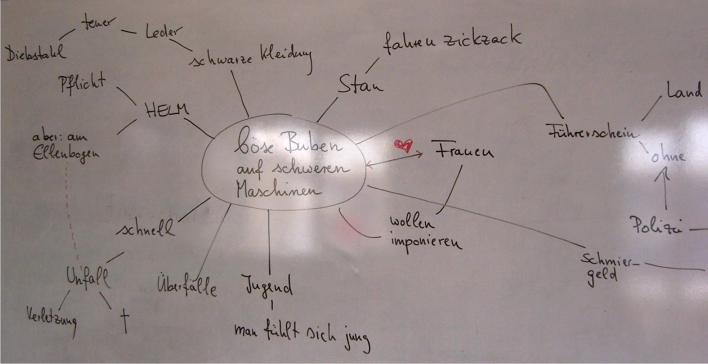 teuer
Leder
Diebstahl
schwarze Kleidung
fahren zickzack
Stau
Pflicht
HELM
Land
Führerschein
ohne
aber: am
Ellenbogen
böse Buben
auf schweren
Maschinen
Frauen
wollen
imponieren
Polizei
schnell
Schmier-
geld
Unfall
Überfälle
Jugend
Verletzung
man fühlt sich jung